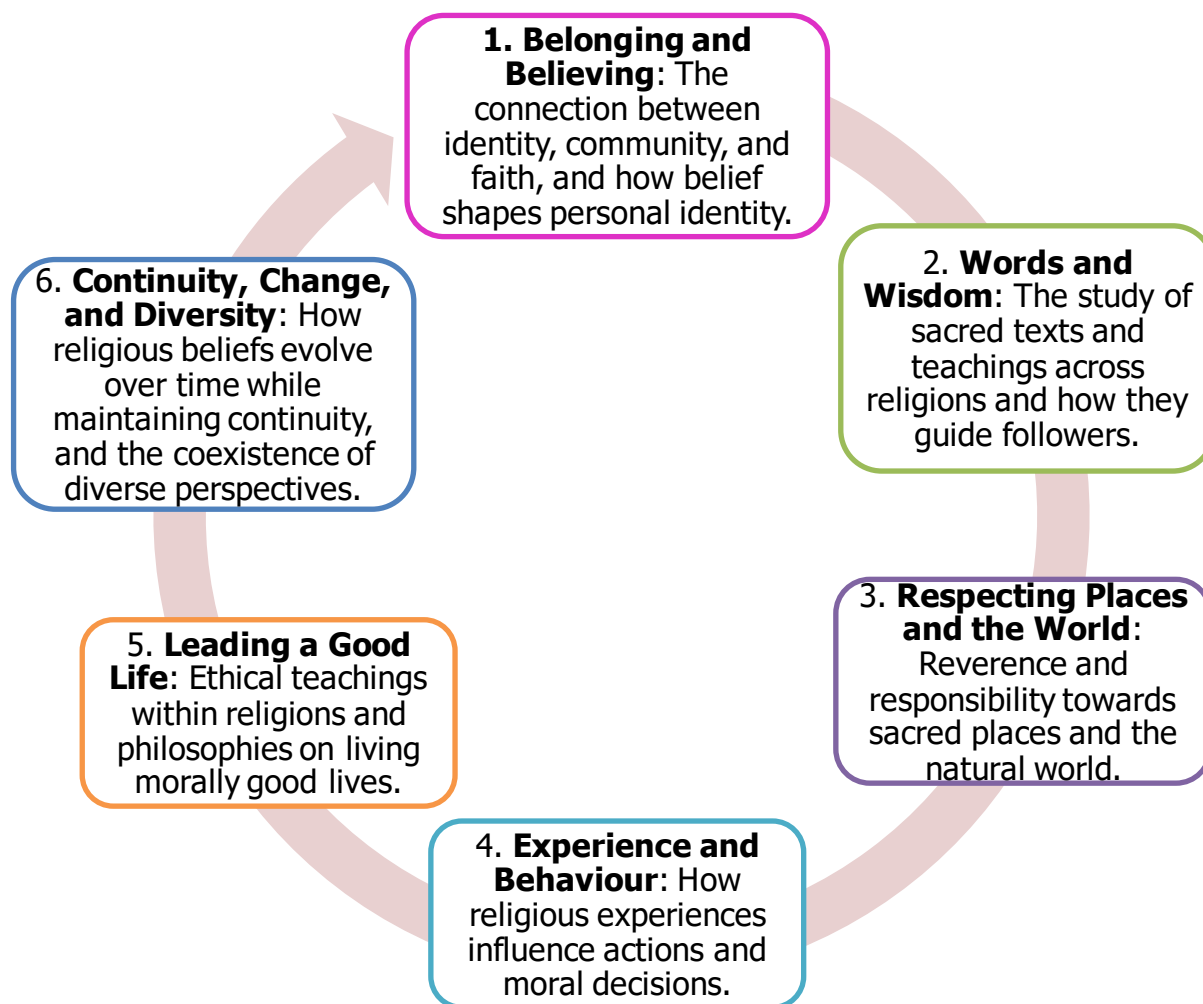 1. Belonging and
Believing: The
connection between
identity, community, and
faith, and how belief
shapes personal identity.
2. Words and
Wisdom: The study of
sacred texts and
teachings across
religions and how they
guide followers.
3. Respecting Places
and the World:
Reverence and
responsibility towards
sacred places and the
natural world.
4. Experience and
Behaviour: How
religious experiences
influence actions and
moral decisions.
5. Leading a Good
Life: Ethical teachings
within religions and
philosophies on living
morally good lives.
6. Continuity, Change,
and Diversity: How
religious beliefs evolve
over time while
maintaining continuity,
and the coexistence of
diverse perspectives.